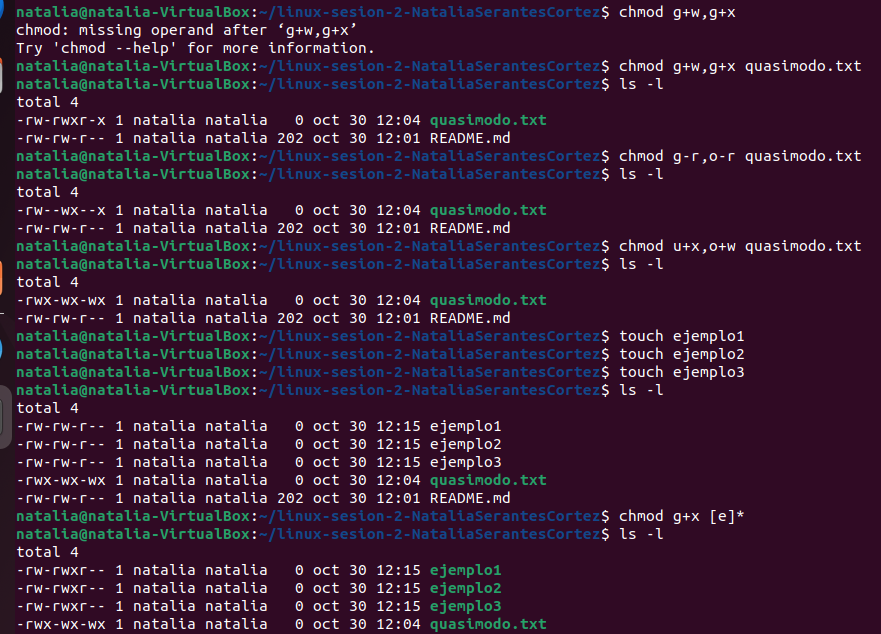 natalia@natalia-VirtualBox:~/linux-sesion-2-NataliaSerantesCortez$ chmod g+w,g+x
chmod: missing operand after ‘g+w,g+x’
Try 'chmod --help' for more information.
natalia@natalia-VirtualBox:~/linux-sesion-2-NataliaSerantesCortez$ chmod g+w,g+x quasimodo.txt
natalia@natalia-VirtualBox:~/linux-sesion-2-NataliaSerantesCortez$ ls -l
total 4
-rw-rwxr-x 1 natalia natalia   0 oct 30 12:04 quasimodo.txt
-rw-rw-r-- 1 natalia natalia 202 oct 30 12:01 README.md
natalia@natalia-VirtualBox:~/linux-sesion-2-NataliaSerantesCortez$ chmod g-r,o-r quasimodo.txt
natalia@natalia-VirtualBox:~/linux-sesion-2-NataliaSerantesCortez$ ls -l
total 4
-rw--wx--x 1 natalia natalia   0 oct 30 12:04 quasimodo.txt
-rw-rw-r-- 1 natalia natalia 202 oct 30 12:01 README.md
natalia@natalia-VirtualBox:~/linux-sesion-2-NataliaSerantesCortez$ chmod u+x,o+w quasimodo.txt
natalia@natalia-VirtualBox:~/linux-sesion-2-NataliaSerantesCortez$ ls -l
total 4
-rwx-wx-wx 1 natalia natalia   0 oct 30 12:04 quasimodo.txt
-rw-rw-r-- 1 natalia natalia 202 oct 30 12:01 README.md
natalia@natalia-VirtualBox:~/linux-sesion-2-NataliaSerantesCortez$ touch ejemplo1
natalia@natalia-VirtualBox:~/linux-sesion-2-NataliaSerantesCortez$ touch ejemplo2
natalia@natalia-VirtualBox:~/linux-sesion-2-NataliaSerantesCortez$ touch ejemplo3
natalia@natalia-VirtualBox:~/linux-sesion-2-NataliaSerantesCortez$ ls -l
total 4
-rw-rw-r-- 1 natalia natalia   0 oct 30 12:15 ejemplo1
-rw-rw-r-- 1 natalia natalia   0 oct 30 12:15 ejemplo2
-rw-rw-r-- 1 natalia natalia   0 oct 30 12:15 ejemplo3
-rwx-wx-wx 1 natalia natalia   0 oct 30 12:04 quasimodo.txt
-rw-rw-r-- 1 natalia natalia 202 oct 30 12:01 README.md
natalia@natalia-VirtualBox:~/linux-sesion-2-NataliaSerantesCortez$ chmod g+x [e]*
natalia@natalia-VirtualBox:~/linux-sesion-2-NataliaSerantesCortez$ ls -l
total 4
-rw-rwxr-- 1 natalia natalia   0 oct 30 12:15 ejemplo1
-rw-rwxr-- 1 natalia natalia   0 oct 30 12:15 ejemplo2
-rw-rwxr-- 1 natalia natalia   0 oct 30 12:15 ejemplo3
-rwx-wx-wx 1 natalia natalia   0 oct 30 12:04 quasimodo.txt